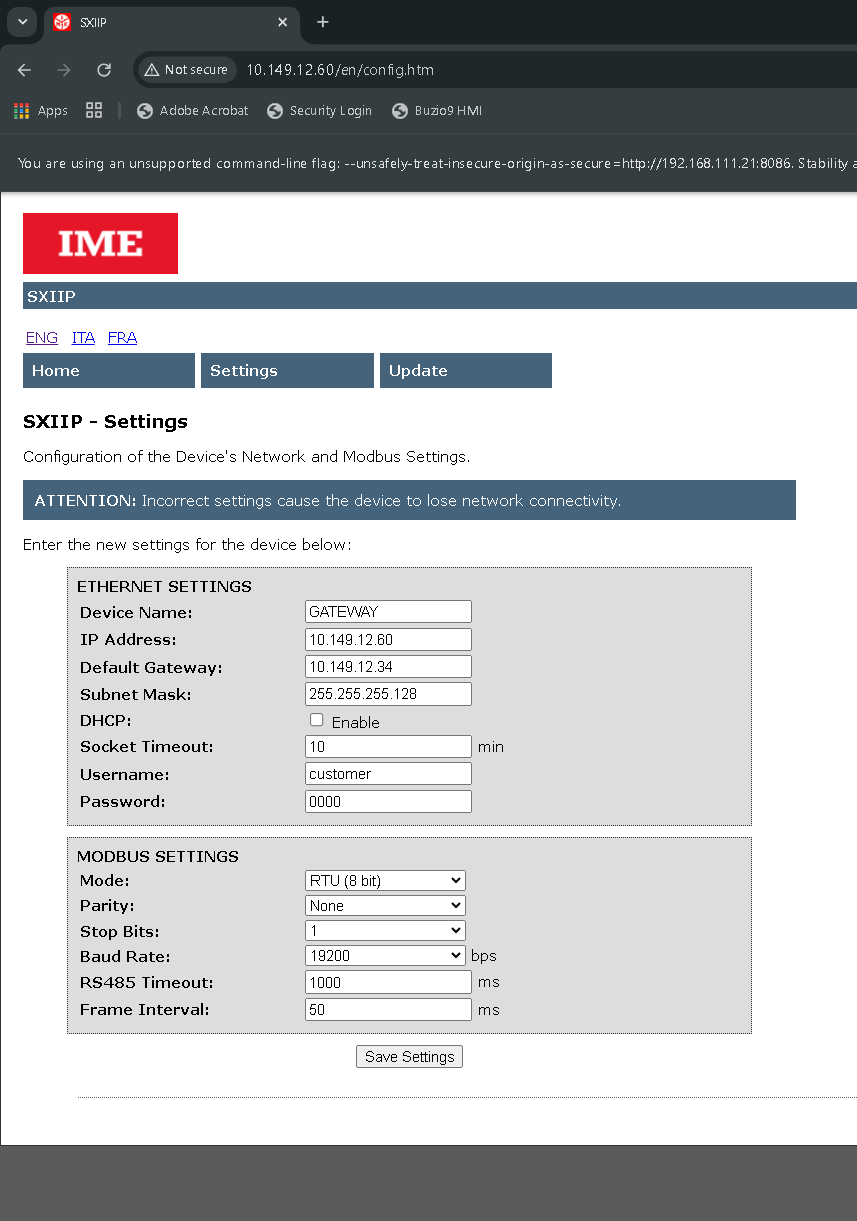 SXIIP
Not secure 10.149.12.60/en/config.htm
Apps Adobe Acrobat Security Login Buzio9 HMI
You are using an unsupported command-line flag: --unsafely-treat-insecure-origin-as-secure=http://192.168.111.21:8086. Stability a
IME
SXIIP
ENG ITA FRA
Home Settings Update
SXIIP - Settings
Configuration of the Device's Network and Modbus Settings.
ATTENTION: Incorrect settings cause the device to lose network connectivity.
Enter the new settings for the device below:
ETHERNET SETTINGS
Device Name: GATEWAY
IP Address: 10.149.12.60
Default Gateway: 10.149.12.34
Subnet Mask: 255.255.255.128
DHCP: Enable
Socket Timeout: 10 min
Username: customer
Password: 0000
MODBUS SETTINGS
Mode: RTU (8 bit)
Parity: None
Stop Bits: 1
Baud Rate: 19200 bps
RS485 Timeout: 1000 ms
Frame Interval: 50 ms
Save Settings